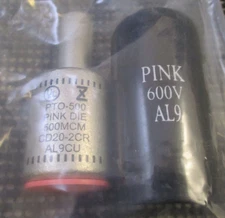 PTO-500
PINK DIE
500MCM
CD20-2CR
AL9CU
PINK
600V
AL9